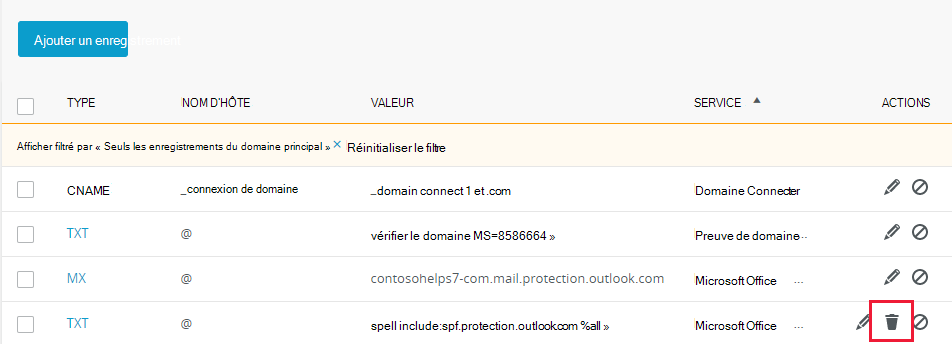 Ajouter un enregistrement
TYPE NOM D'HÔTE VALEUR SERVICE ACTIONS
Afficher filtré par « Seuls les enregistrements du domaine principal » × Réinitialiser le filtre
CNAME _connexion de domaine _domain connect 1 et .com Domaine Connecter
TXT @ vérifier le domaine MS=8586664 » Preuve de domaine...
MX @ contosohelps7-com.mail.protection.outlook.com Microsoft Office ...
TXT @ spell include:spf.protection.outlook.com %all » Microsoft Office ...